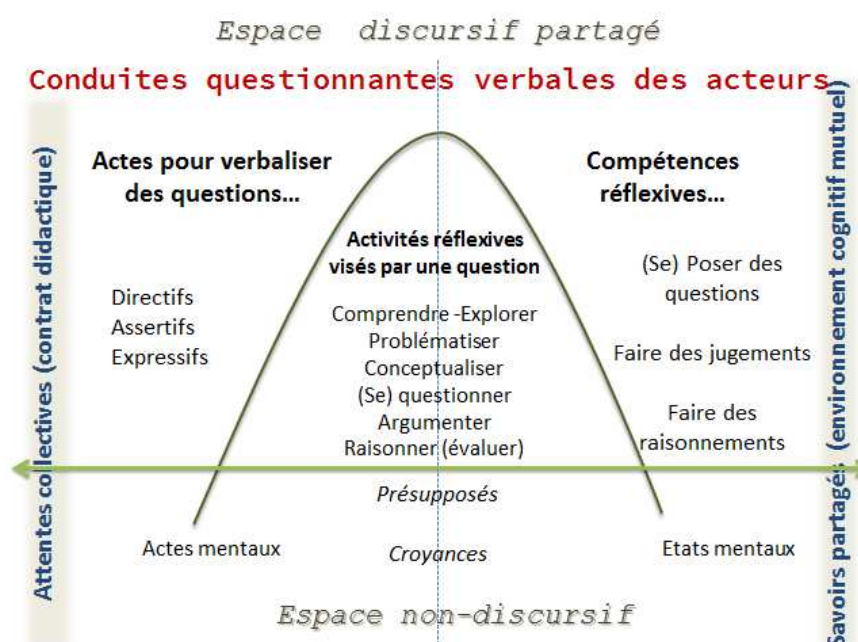 Espace discursif partagé
Conduites questionnantes verbales des acteurs
Attentes collectives (contrat didactique)
Actes pour verbaliser
des questions...
Directifs
Assertifs
Expressifs
Activités réflexives
visés par une question
Comprendre -Explorer
Problématiser
Conceptualiser
(Se) questionner
Argumenter
Raisonner (évaluer)
Compétences
réflexives...
(Se) Poser des
questions
Faire des jugements
Faire des
raisonnements
Savoirs partagés (environnement cognitif mutuel)
Présupposés
Actes mentaux
Croyances
Etats mentaux
Espace non-discursif